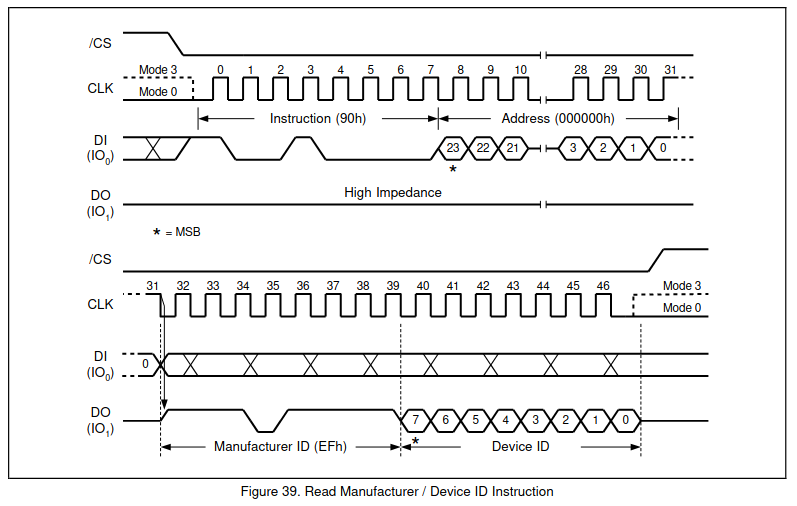 /CS
Mode 3 0 1 2 3 4 5 6 7 8 9 10 28 29 30 31
CLK Mode 0
Instruction (90h) Address (000000h)
DI
(IO0) 23 22 21 3 2 1 0
*
DO High Impedance
(IO1)
* = MSB
/CS
31 32 33 34 35 36 37 38 39 40 41 42 43 44 45 46 Mode 3
CLK Mode 0
DI
(IO0) 0
DO
(IO1) 7 6 5 4 3 2 1 0
*
Manufacturer ID (EFh) Device ID
Figure 39. Read Manufacturer / Device ID Instruction